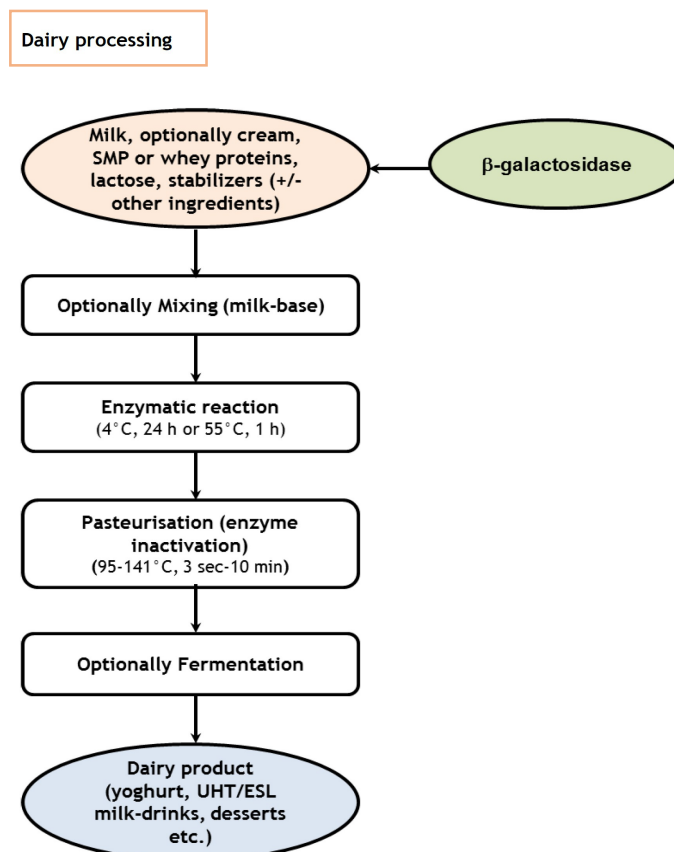 Dairy processing
Milk, optionally cream,
SMP or whey proteins,
lactose, stabilizers (+/-
other ingredients)
β-galactosidase
Optionally Mixing (milk-base)
Enzymatic reaction
(4°C, 24 h or 55°C, 1 h)
Pasteurisation (enzyme
inactivation)
(95-141°C, 3 sec-10 min)
Optionally Fermentation
Dairy product
(yoghurt, UHT/ESL
milk-drinks, desserts
etc.)